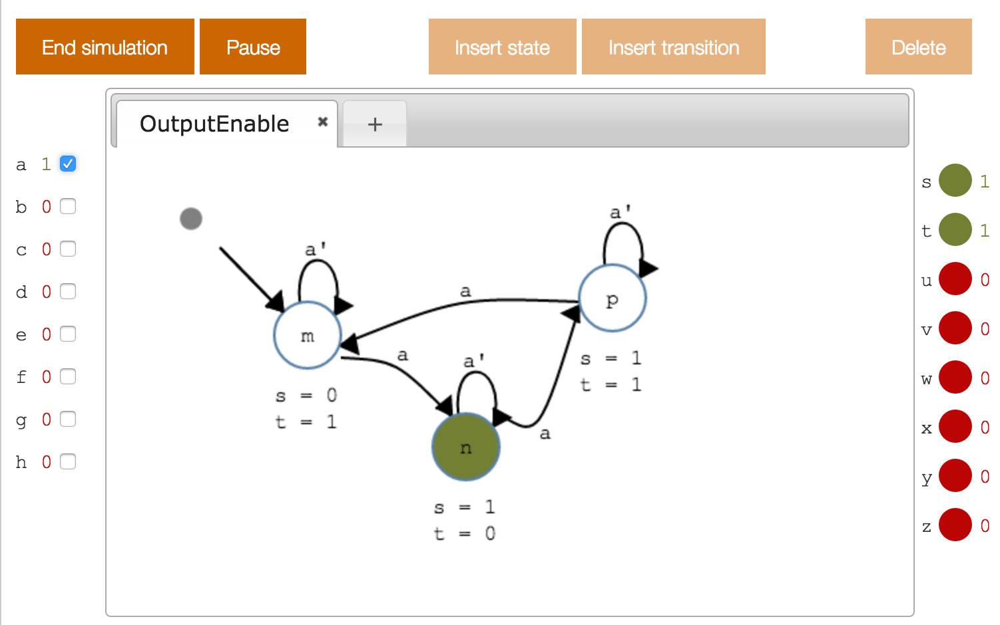 End simulation
Pause
Insert state
Insert transition
Delete
OutputEnable ✖
+
a 1
b 0
c 0
d 0
e 0
f 0
g 0
h 0
a'
m
s = 0
t = 1
a
a
a'
n
s = 1
t = 0
a
a'
p
s = 1
t = 1
s 1
t 1
u 0
v 0
w 0
x 0
y 0
z 0